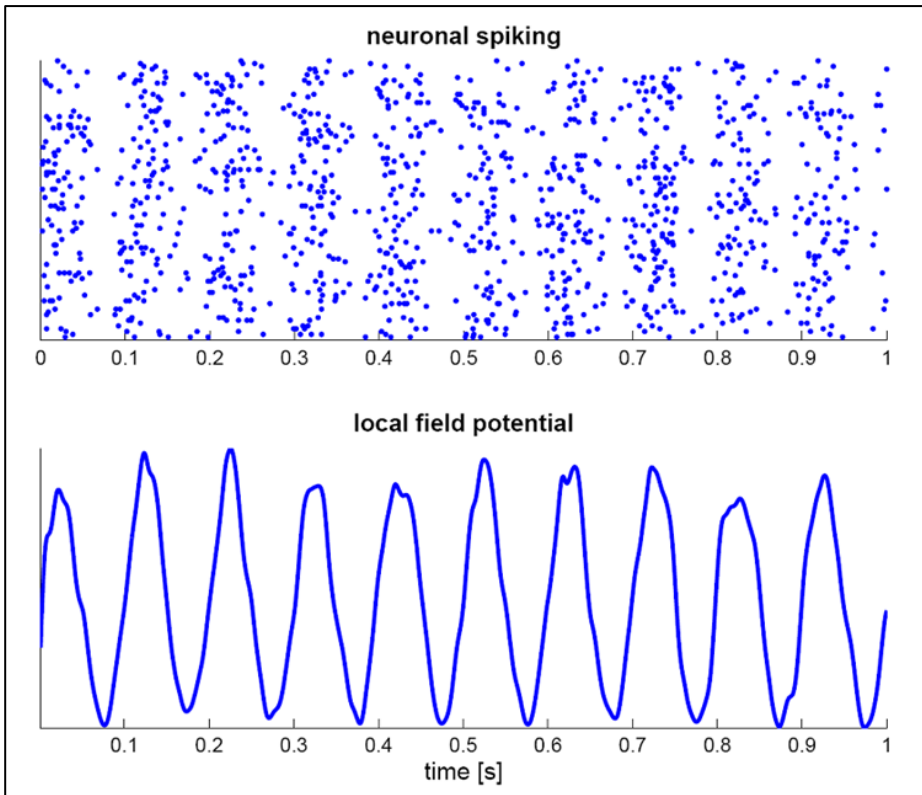 neuronal spiking
0 0.1 0.2 0.3 0.4 0.5 0.6 0.7 0.8 0.9 1
local field potential
0.1 0.2 0.3 0.4 0.5 0.6 0.7 0.8 0.9 1
time [s]